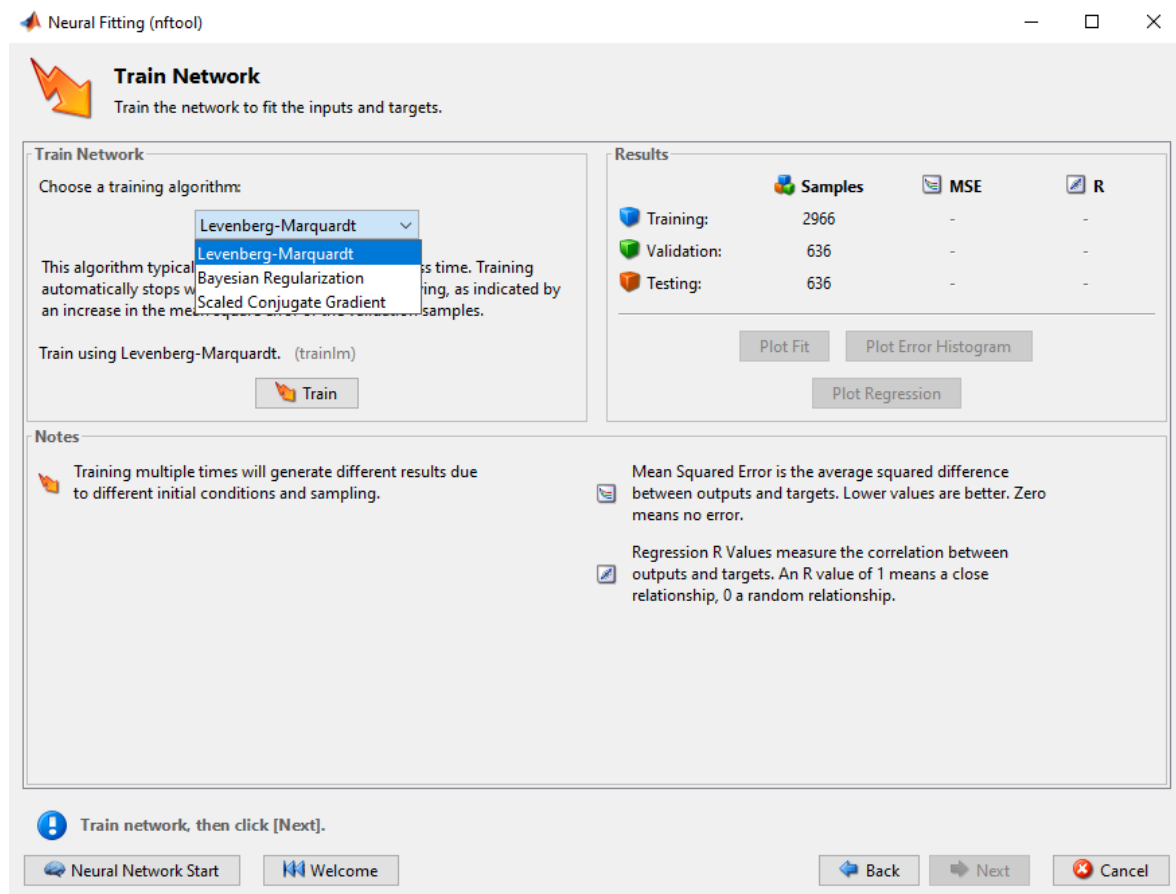 Neural Fitting (nftool)
Train Network
Train the network to fit the inputs and targets.
Train Network
Choose a training algorithm:
Levenberg-Marquardt
Levenberg-Marquardt
Bayesian Regularization
Scaled Conjugate Gradient
This algorithm ss time. Training
automatically stops as indicated by
an increase in the samples.
Train using Levenberg-Marquardt. (trainlm)
Train
Results
Samples MSE R
Training: 2966 - -
Validation: 636 - -
Testing: 636 - -
Plot Fit Plot Error Histogram
Plot Regression
Notes
Training multiple times will generate different results due
to different initial conditions and sampling.
Mean Squared Error is the average squared difference
between outputs and targets. Lower values are better. Zero
means no error.
Regression R Values measure the correlation between
outputs and targets. An R value of 1 means a close
relationship, 0 a random relationship.
Train network, then click [Next].
Neural Network Start Welcome Back Next Cancel